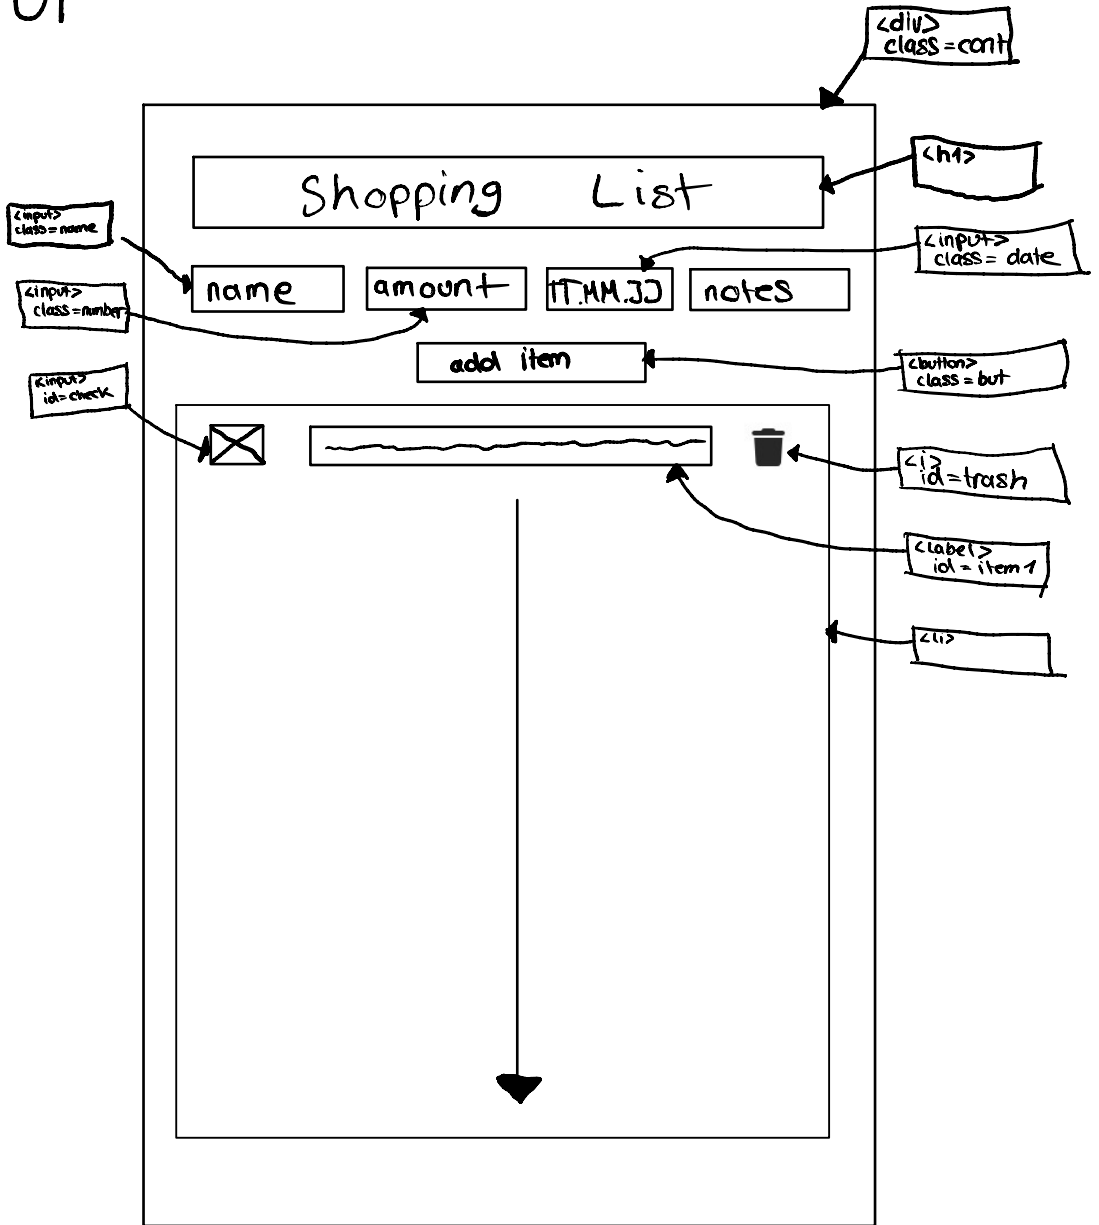 <div>
class=cont
<h1>
Shopping List
<input>
class=name
<input>
class= date
name
amount
TT.MM.JJ
notes
<input>
class=number
add item
<button>
class=but
<input>
id=check
<i>
id=trash
<label>
id=item1
<li>